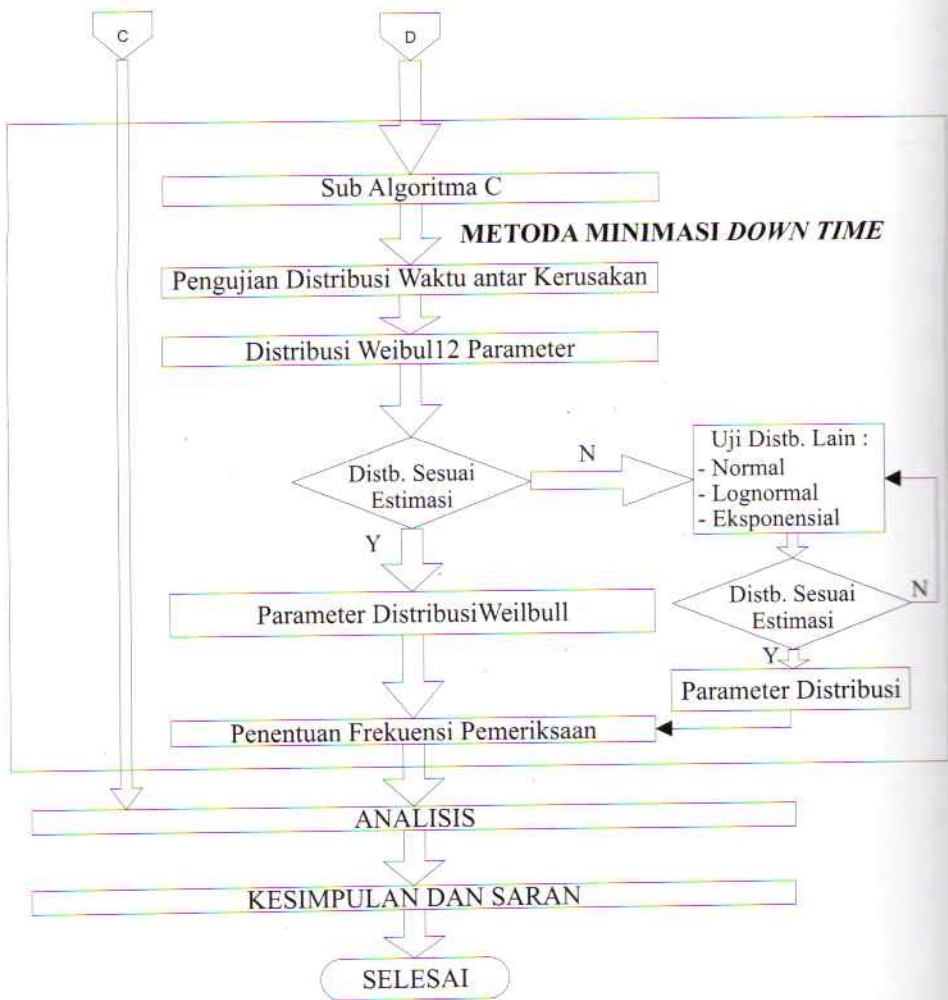 C
D
Sub Algoritma C
METODA MINIMASI DOWN TIME
Pengujian Distribusi Waktu antar Kerusakan
Distribusi Weibul12 Parameter
Distb. Sesuai
Estimasi
N
Uji Distb. Lain :
- Normal
- Lognormal
- Eksponensial
Y
Distb. Sesuai
Estimasi
N
Parameter DistribusiWeilbull
Y
Parameter Distribusi
Penentuan Frekuensi Pemeriksaan
ANALISIS
KESIMPULAN DAN SARAN
SELESAI